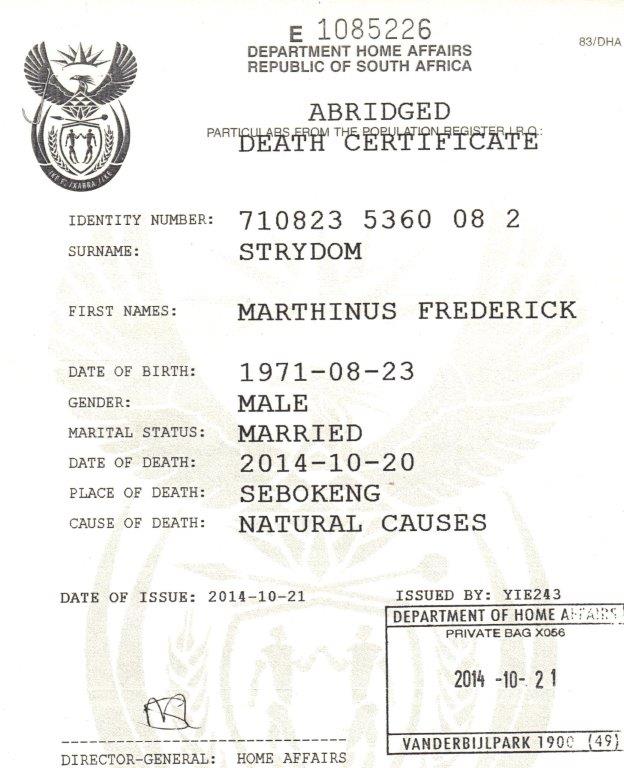 E 1085226
83/DHA
DEPARTMENT HOME AFFAIRS
REPUBLIC OF SOUTH AFRICA
ABRIDGED
PARTICULARS FROM THE POPULATION REGISTER I.R.O.:
DEATH CERTIFICATE
IDENTITY NUMBER: 710823 5360 08 2
SURNAME: STRYDOM
FIRST NAMES: MARTHINUS FREDERICK
DATE OF BIRTH: 1971-08-23
GENDER: MALE
MARITAL STATUS: MARRIED
DATE OF DEATH: 2014-10-20
PLACE OF DEATH: SEBOKENG
CAUSE OF DEATH: NATURAL CAUSES
DATE OF ISSUE: 2014-10-21
ISSUED BY: YIE243
DEPARTMENT OF HOME AFFAIRS
PRIVATE BAG X056
2014 -10- 21
VANDERBIJLPARK 1900 (49)
DIRECTOR-GENERAL: HOME AFFAIRS